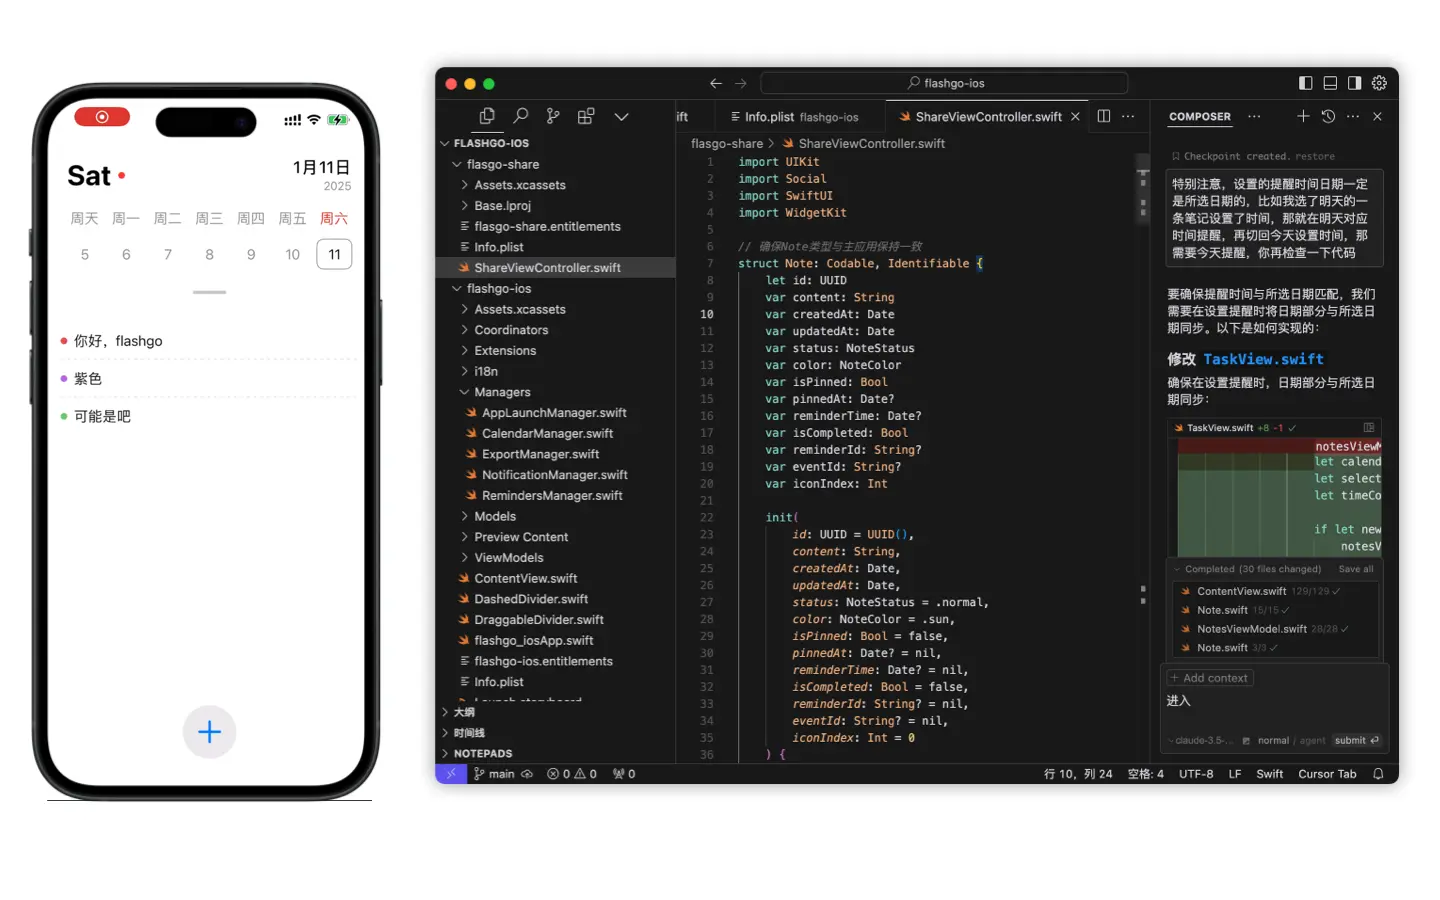 Sat
1月11日
2025
周天 周一 周二 周三 周四 周五 周六
5 6 7 8 9 10 11
你好，flashgo
紫色
可能是吧
flashgo-ios
FLASHGO-IOS
flasgo-share
Assets.xcassets
Base.lproj
flasgo-share.entitlements
Info.plist
ShareViewController.swift
flashgo-ios
Assets.xcassets
Coordinators
Extensions
i18n
Managers
AppLaunchManager.swift
CalendarManager.swift
ExportManager.swift
NotificationManager.swift
RemindersManager.swift
Models
Preview Content
ViewModels
ContentView.swift
DashedDivider.swift
DraggableDivider.swift
flashgo_iosApp.swift
flashgo-ios.entitlements
Info.plist
大纲
时间线
NOTEPADS
ift Info.plist flashgo-ios ShareViewController.swift
flasgo-share > ShareViewController.swift
1 import UIKit
2 import Social
3 import SwiftUI
4 import WidgetKit
5
6 // 确保Note类型与主应用保持一致
7 struct Note: Codable, Identifiable {
8 let id: UUID
9 var content: String
10 var createdAt: Date
11 var updatedAt: Date
12 var status: NoteStatus
13 var color: NoteColor
14 var isPinned: Bool
15 var pinnedAt: Date?
16 var reminderTime: Date?
17 var isCompleted: Bool
18 var reminderId: String?
19 var eventId: String?
20 var iconIndex: Int
21
22 init(
23 id: UUID = UUID(),
24 content: String,
25 createdAt: Date,
26 updatedAt: Date,
27 status: NoteStatus = .normal,
28 color: NoteColor = .sun,
29 isPinned: Bool = false,
30 pinnedAt: Date? = nil,
31 reminderTime: Date? = nil,
32 isCompleted: Bool = false,
33 reminderId: String? = nil,
34 eventId: String? = nil,
35 iconIndex: Int = 0
36 ) {
COMPOSER
Checkpoint created. restore
特别注意，设置的提醒时间日期一定
是所选日期的，比如我选了明天的一
条笔记设置了时间，那就在明天对应
时间提醒，再切回今天设置时间，那
需要今天提醒，你再检查一下代码
要确保提醒时间与所选日期匹配，我们
需要在设置提醒时将日期部分与所选日
期同步。以下是如何实现的：
修改 TaskView.swift
确保在设置提醒时，日期部分与所选日
期同步：
TaskView.swift +8 -1
notesViewM
let calend
let select
let timeCo
if let new
notesV
Completed (30 files changed) Save all
ContentView.swift 129/129
Note.swift 15/15
NotesViewModel.swift 28/28
Note.swift 3/3
+ Add context
进入
claude-3.5-... normal / agent submit
main 0 0 0
行 10，列 24 空格: 4 UTF-8 LF Swift Cursor Tab